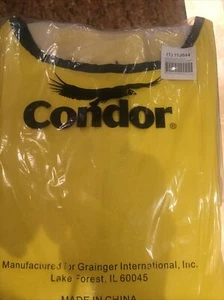 Condor®
Manufactured for Grainger International, Inc.
Lake Forest, IL 60045
MADE IN CHINA